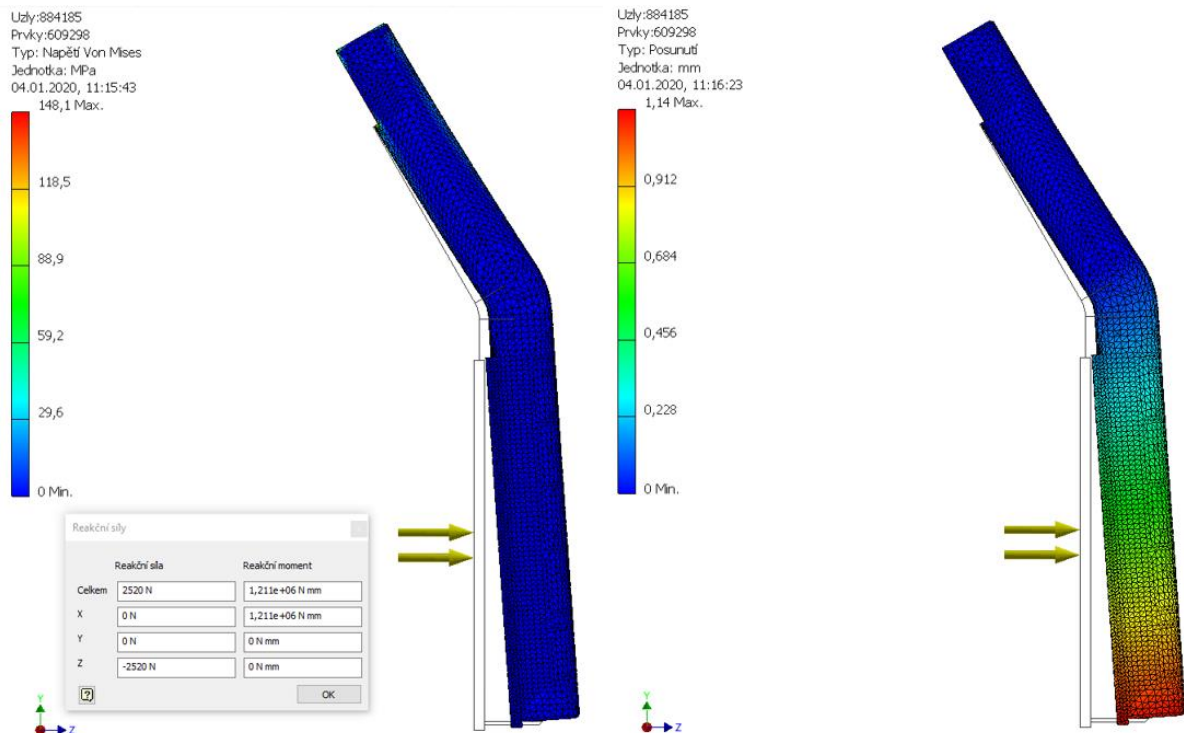 Uzly:884185
Prvky:609298
Typ: Napětí Von Mises
Jednotka: MPa
04.01.2020, 11:15:43
148,1 Max.
118,5
88,9
59,2
29,6
0 Min.
Reakční síly
Reakční síla Reakční moment
Celkem 2520 N 1,211e+06 N mm
X 0 N 1,211e+06 N mm
Y 0 N 0 N mm
Z -2520 N 0 N mm
? OK
Y
Z
Uzly:884185
Prvky:609298
Typ: Posunutí
Jednotka: mm
04.01.2020, 11:16:23
1,14 Max.
0,912
0,684
0,456
0,228
0 Min.
Y
Z